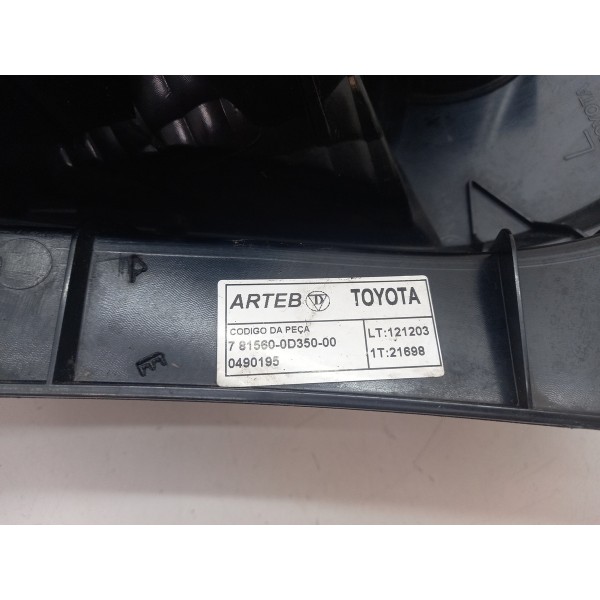 ARTEB TOYOTA
CODIGO DA PEÇA
7 81560-0D350-00
0490195
LT:121203
1T:21698